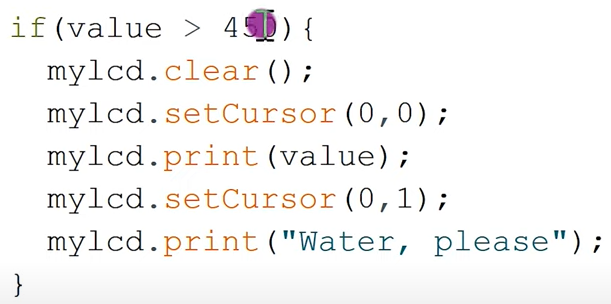 if(value > 450){
mylcd.clear();
mylcd.setCursor(0,0);
mylcd.print(value);
mylcd.setCursor(0,1);
mylcd.print("Water, please");
}